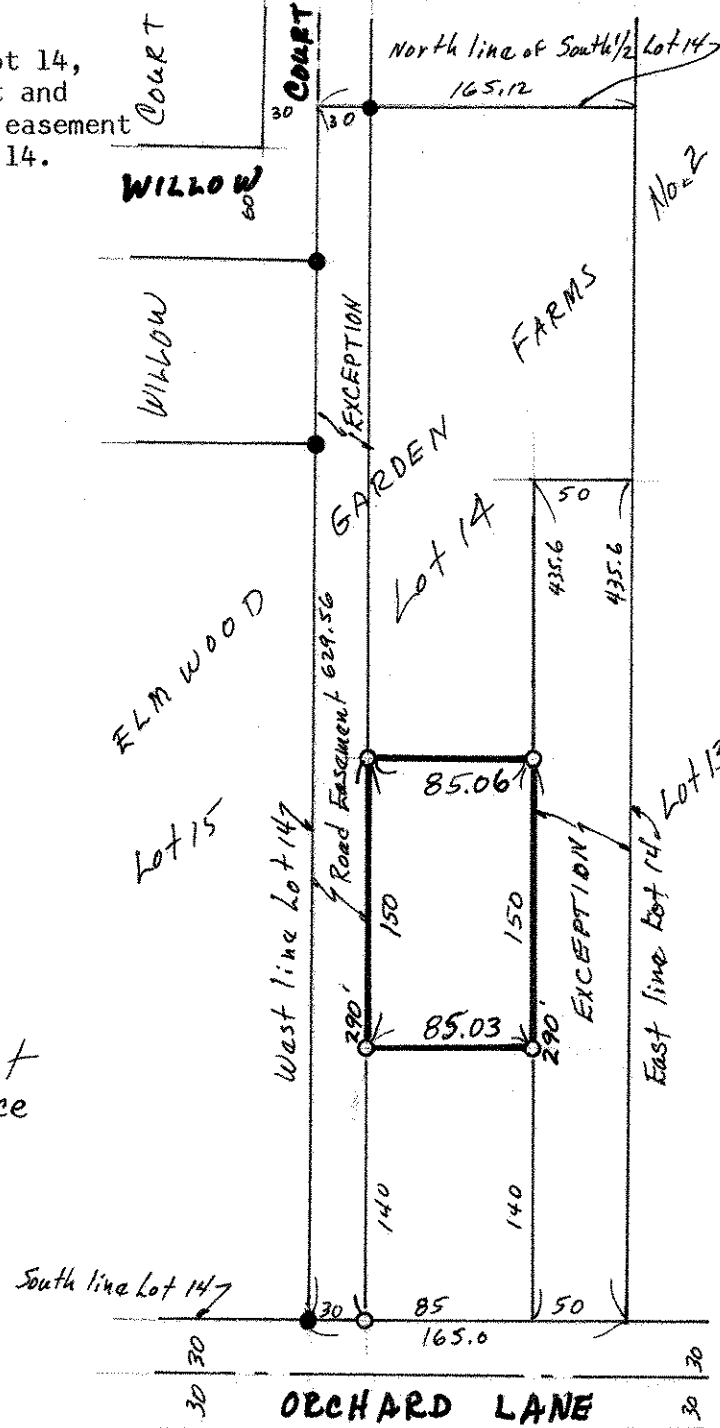 ot 14,
t and
easement
14.
COURT
COURT
North line of South 1/2 Lot 14
165.12
30
30
WILLOW
60
No. 2
WILLOW
EXCEPTION
FARMS
GARDEN
50
Lot 14
435.6
435.6
ELMWOOD
Road Easement 629.56
85.06
Lot 13
Lot 15
West line Lot 14
150
150
EXCEPTION
East line Lot 14
290'
85.03
290'
ce
140
140
South line Lot 14
30
85
50
165.0
30
30
30
30
ORCHARD LANE